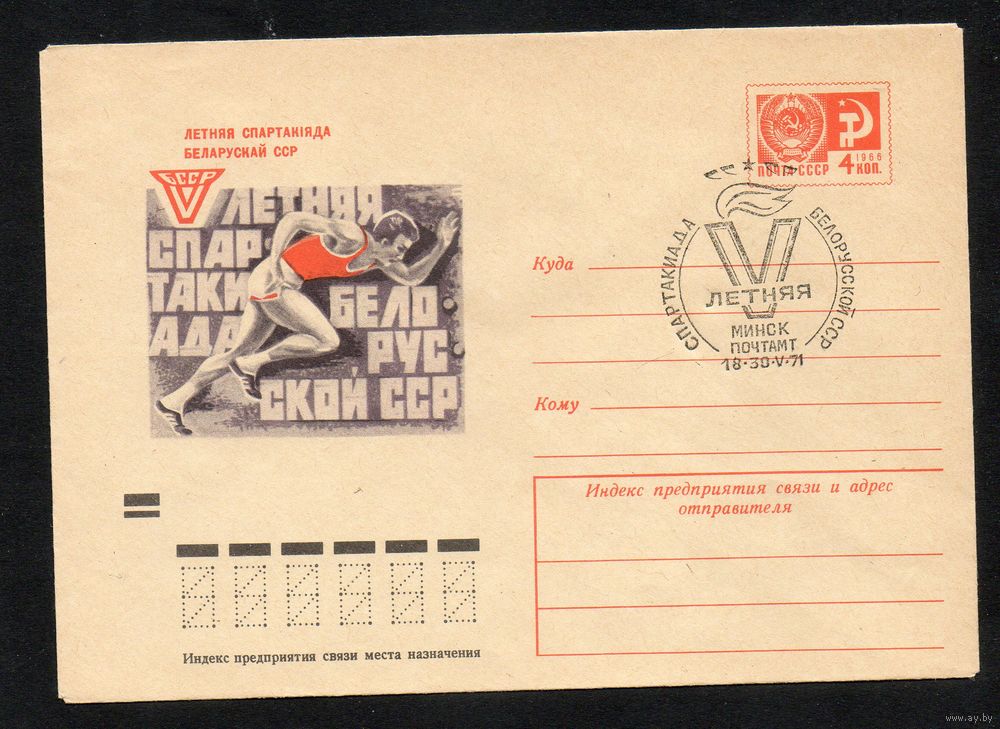 ЛЕТНЯЯ СПАРТАКІЯДА
БЕЛАРУСКАЙ ССР
БССР
V
ЛЕТНЯЯ
СПАР-
ТАКИ
АДА
БЕЛО
РУС
СКОЙ ССР
1966
ПОЧТА СССР
4 КОП.
СПАРТАКИАДА
БЕЛОРУССКОЙ ССР
V
ЛЕТНЯЯ
МИНСК
ПОЧТАМТ
18-30·V·71
Куда
Кому
Индекс предприятия связи и адрес
отправителя
Индекс предприятия связи места назначения
www.ay.by